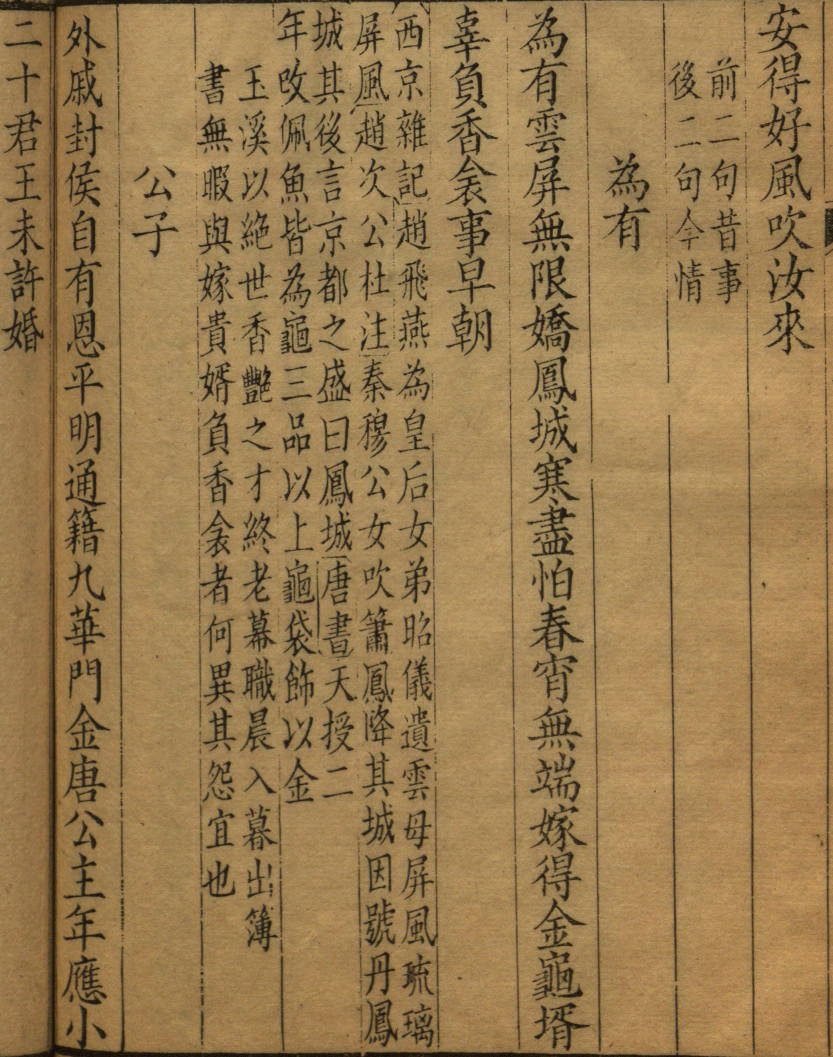 安得好風吹汝來
前二句昔事
後二句今情
為有
為有雲屏無限嬌鳳城寒盡怕春宵無端嫁得金龜壻
辜負香衾事早朝
西京雜記趙飛燕為皇后女弟昭儀遺雲母屏風琉璃
屏風趙次公杜注秦穆公女吹簫鳳降其城因號丹鳳
城其後言京都之盛曰鳳城唐書天授二
年改佩魚皆為龜三品以上龜袋飾以金
玉溪以絕世香豔之才終老幕職晨入暮出簿
書無暇與嫁貴婿負香衾者何異其怨宜也
公子
外戚封侯自有恩平明通籍九華門金唐公主年應小
二十君王未許婚